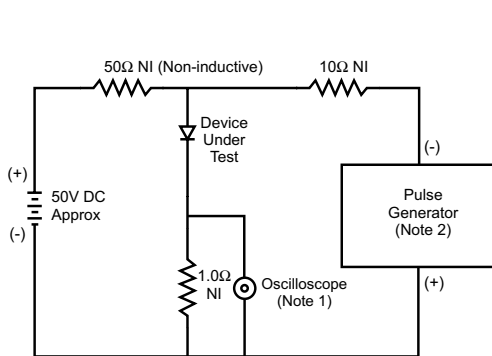 50Ω NI (Non-inductive)
10Ω NI
Device
Under
Test
(+)
50V DC
Approx
(-)
1.0Ω
NI
Oscilloscope
(Note 1)
(-)
Pulse
Generator
(Note 2)
(+)